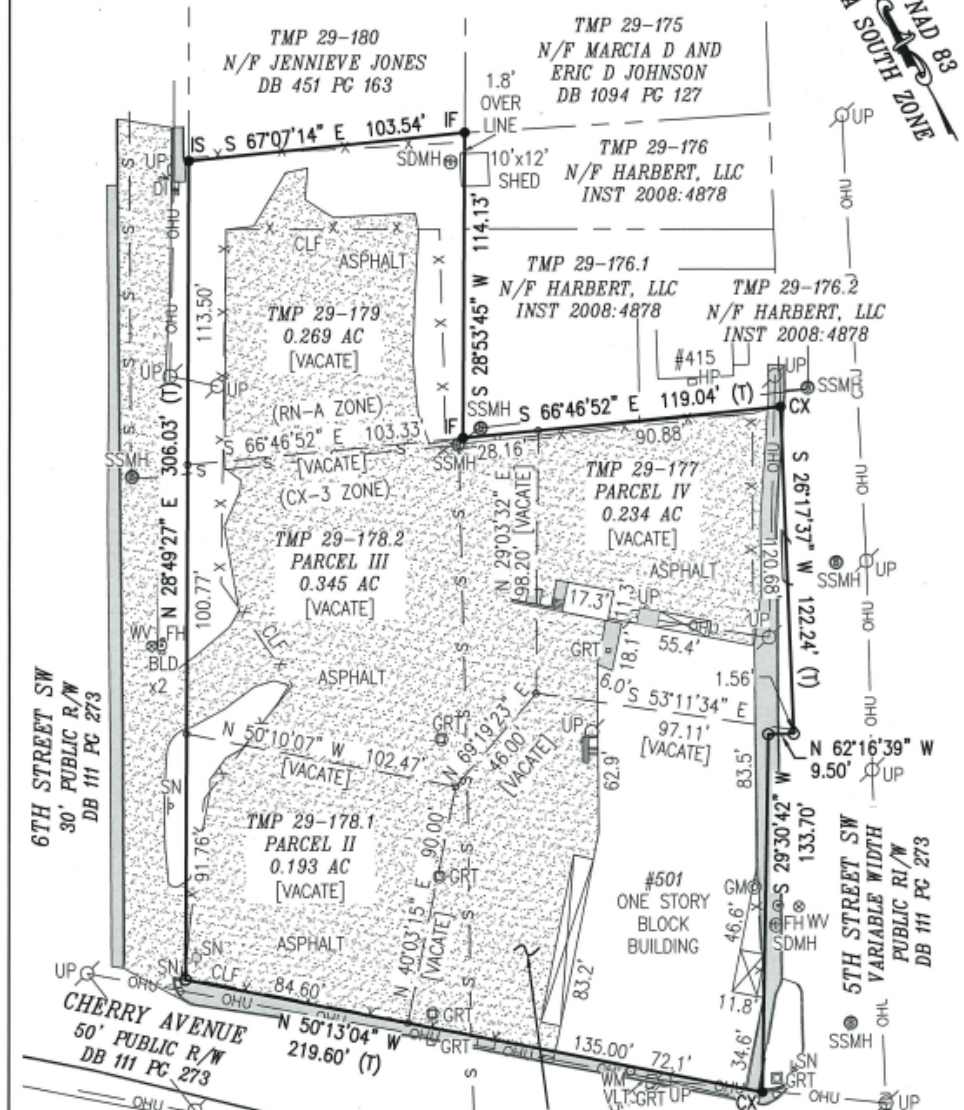 NAD 83
A SOUTH ZONE
TMP 29-180
N/F JENNIEVE JONES
DB 451 PG 163
TMP 29-175
N/F MARCIA D AND
ERIC D JOHNSON
DB 1094 PG 127
1.8'
OVER
LINE
IS S 67°07'14" E 103.54' IF
UP
DI
SDMH
10'x12'
SHED
TMP 29-176
N/F HARBERT, LLC
INST 2008:4878
UP
OHU
OHU
CLF
ASPHALT
S 28°53'45" W 114.13'
TMP 29-176.1
N/F HARBERT, LLC
INST 2008:4878
TMP 29-176.2
N/F HARBERT, LLC
INST 2008:4878
TMP 29-179
0.269 AC
[VACATE]
113.50'
OHU
OHU
UP
UP
#415
HP
UP
SSMH
CX
(RN-A ZONE)
S 66°46'52" E 103.33'
[VACATE]
(CX-3 ZONE)
IF
SSMH
SSMH
S 66°46'52" E 119.04' (T)
28.16'
90.88'
SSMH
N 28°49'27" E 306.03' (T)
TMP 29-178.2
PARCEL III
0.345 AC
[VACATE]
100.77'
N 29°03'32" E
98.20' [VACATE]
TMP 29-177
PARCEL IV
0.234 AC
[VACATE]
ASPHALT
OHU
S 26°17'37" W 122.24' (T)
120.68'
SSMH
UP
OHU
OHU
17.3'
11.3'
UP
OHU
UP
55.4'
GRT
18.1'
6.0'
WV FH
BLD
x2
CLF
ASPHALT
6TH STREET SW
30' PUBLIC R/W
DB 111 PG 273
1.56'
S 53°11'34" E
97.11'
[VACATE]
N 62°16'39" W
9.50'
OHU
UP
N 50°10'07" W 102.47'
[VACATE]
GRT
N 69°19'23" E
46.00'
[VACATE]
UP
62.9'
83.5'
S 29°30'42" W
133.70'
SN
TMP 29-178.1
PARCEL II
0.193 AC
[VACATE]
91.76'
90.00'
N 40°03'15" E
[VACATE]
GRT
#501
ONE STORY
BLOCK
BUILDING
GM
46.6'
FH WV
SDMH
5TH STREET SW
VARIABLE WIDTH
PUBLIC R/W
DB 111 PG 273
ASPHALT
SN
SN
CLF
UP
OHU
84.60'
83.2'
11.8'
34.6'
SSMH
OHU
CHERRY AVENUE
50' PUBLIC R/W
DB 111 PG 273
N 50°13'04" W
219.60' (T)
OHU
GRT
GRT
OHU
135.00'
72.1'
WM
VLT
GRT
UP
OHU
CX
SN
GRT
OHU
UP
OHU